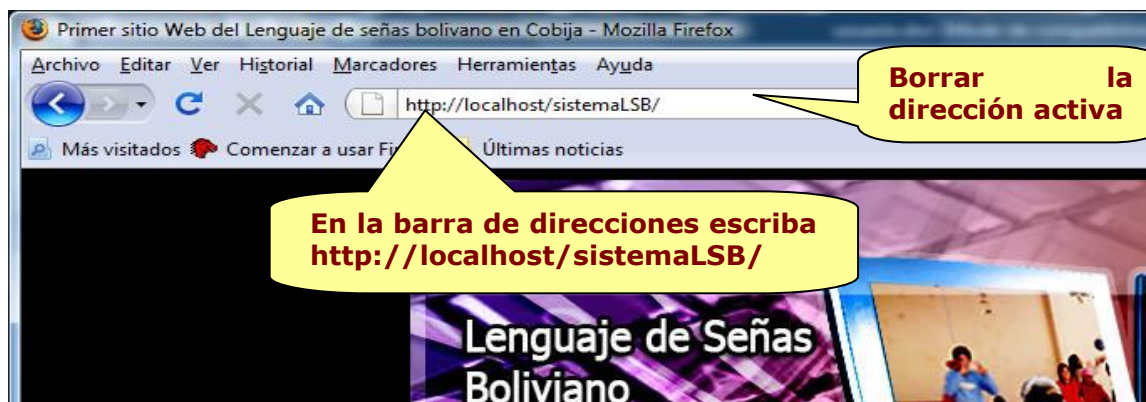 Primer sitio Web del Lenguaje de señas bolivano en Cobija - Mozilla Firefox
Archivo Editar Ver Historial Marcadores Herramientas Ayuda
http://localhost/sistemaLSB/
Borrar la
dirección activa
Más visitados Comenzar a usar Últimas noticias
En la barra de direcciones escriba
http://localhost/sistemaLSB/
Lenguaje de Señas
Boliviano